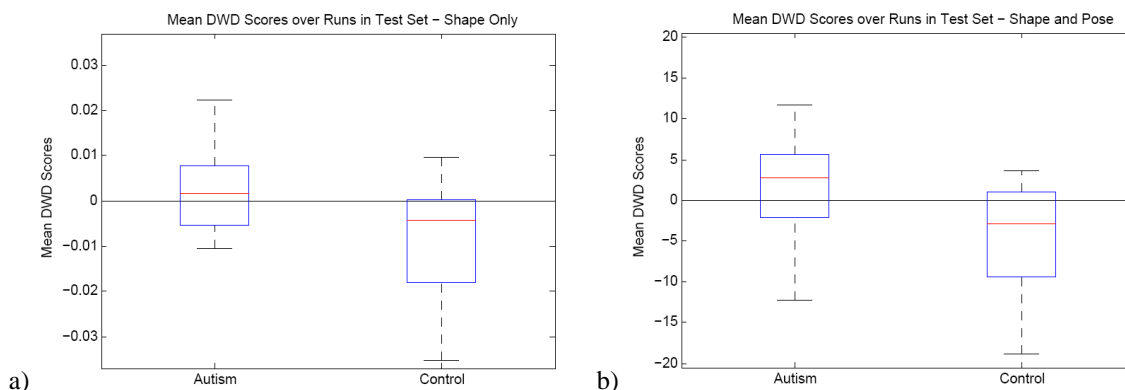 Mean DWD Scores over Runs in Test Set − Shape Only
0.03
0.02
0.01
0
−0.01
−0.02
−0.03
Mean DWD Scores
Autism
Control
a)
Mean DWD Scores over Runs in Test Set − Shape and Pose
20
15
10
5
0
−5
−10
−15
−20
Mean DWD Scores
Autism
Control
b)